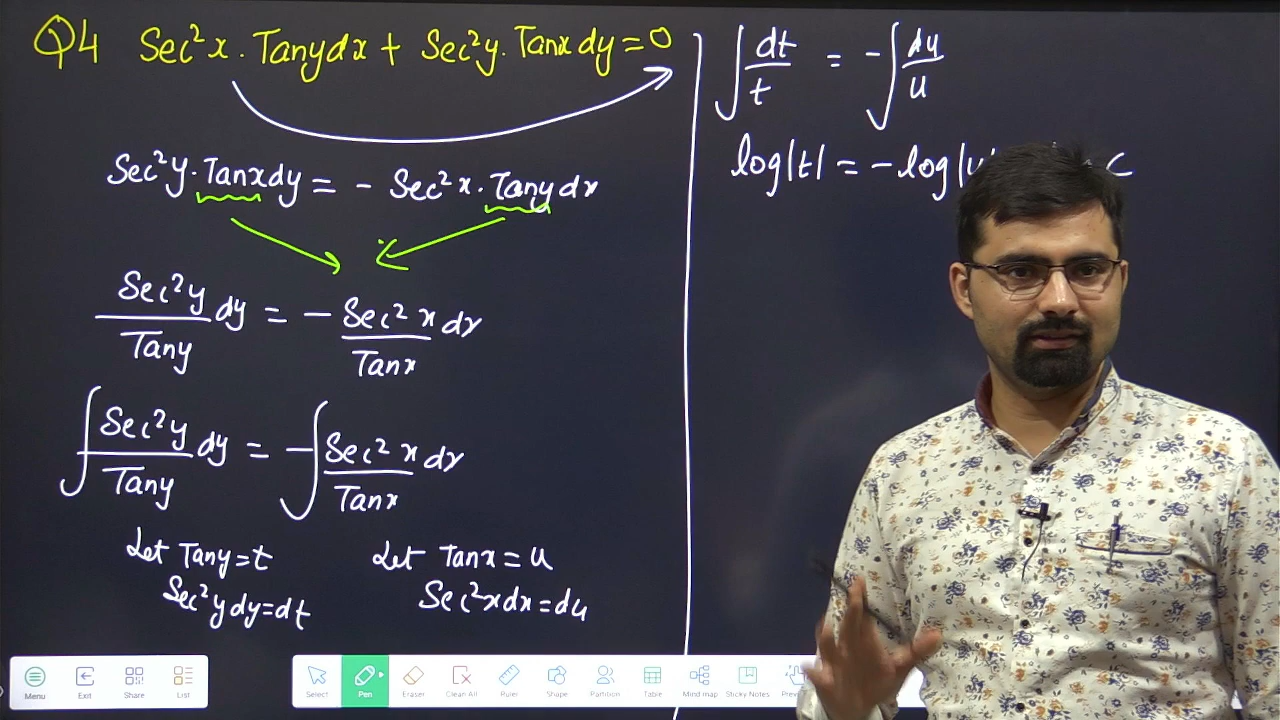 Q4 Sec²x . Tany dx + Sec²y . Tanx dy = 0
Sec²y . Tanx dy = - Sec²x . Tany dx
Sec²y/Tany dy = - Sec²x/Tanx dx
∫ Sec²y/Tany dy = -∫ Sec²x/Tanx dx
Let Tany = t
Sec²y dy = dt
Let Tanx = u
Sec²x dx = du
∫ dt/t = -∫ du/u
log|t| = -log|u| c
Menu Exit Share List
Select Pen Eraser Clean All Ruler Shape Partition Table Mind map Sticky Notes